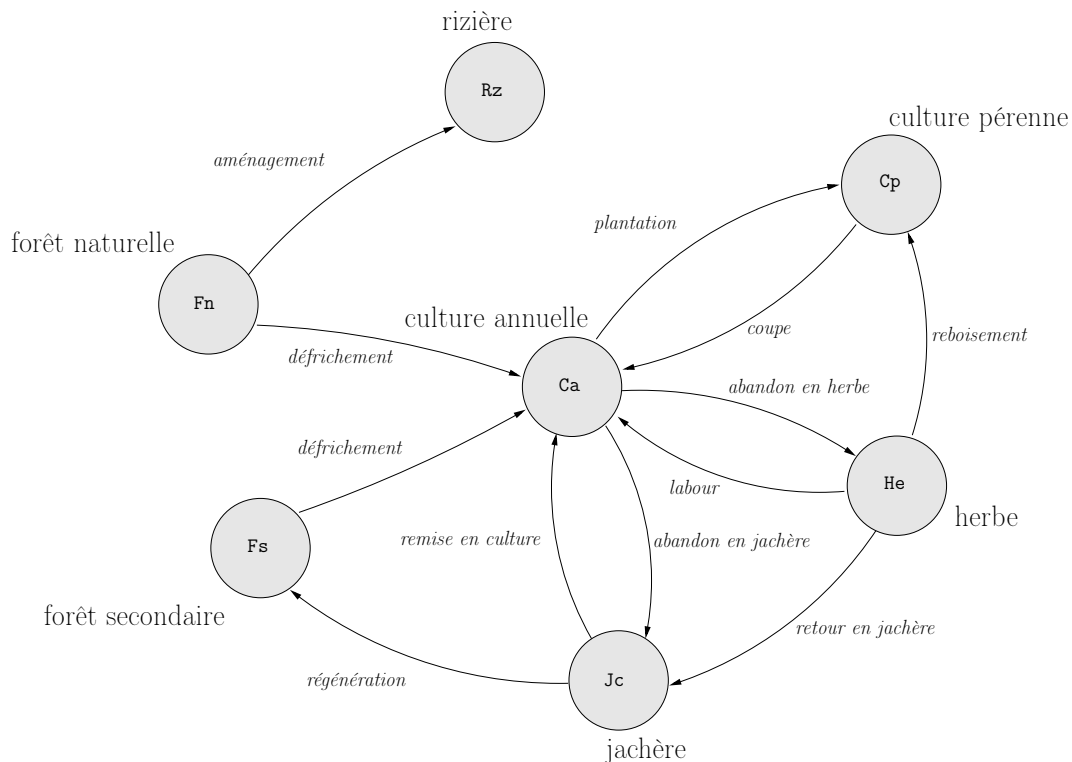 rizière
Rz
culture pérenne
aménagement
Cp
plantation
forêt naturelle
Fn
culture annuelle
coupe
reboisement
défrichement
Ca
abandon en herbe
défrichement
labour
He
herbe
remise en culture
abandon en jachère
Fs
forêt secondaire
retour en jachère
régénération
Jc
jachère